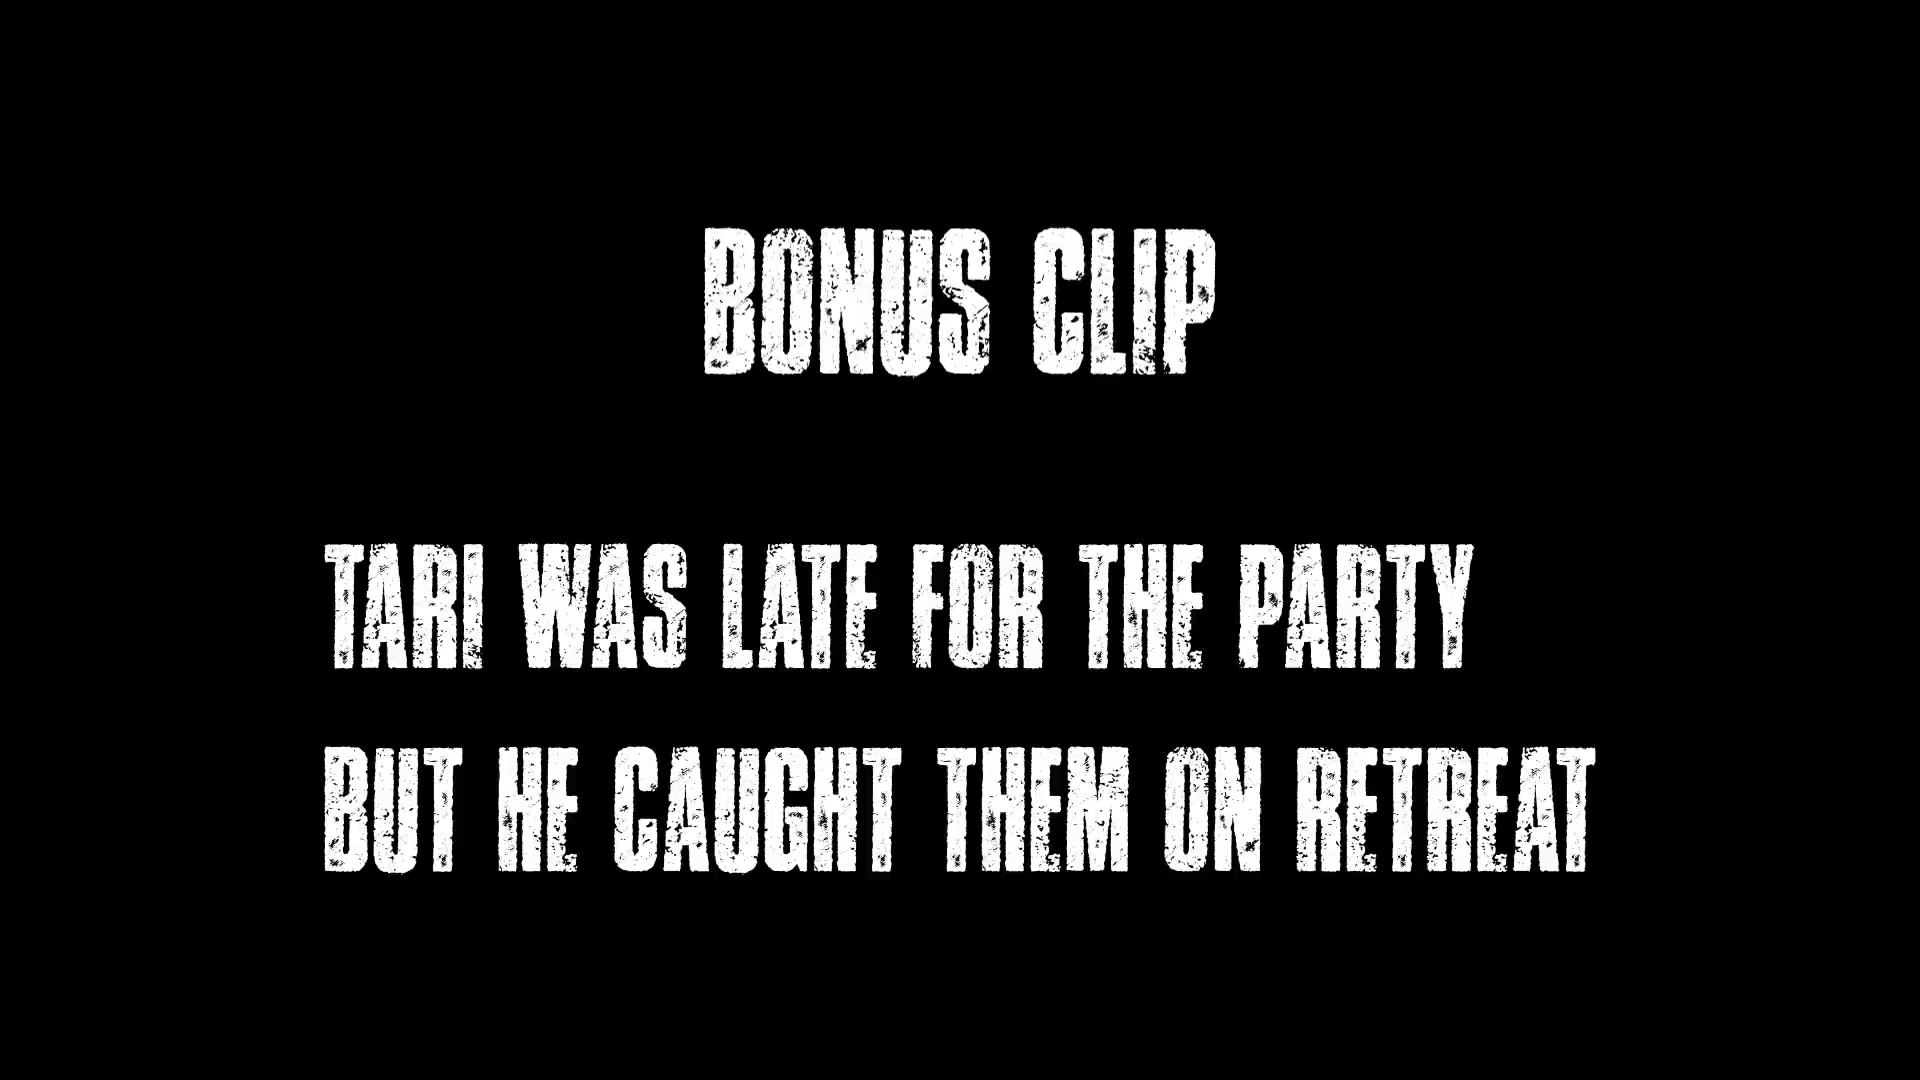 BONUS CLIP
TARI WAS LATE FOR THE PARTY
BUT HE CAUGHT THEM ON RETREAT